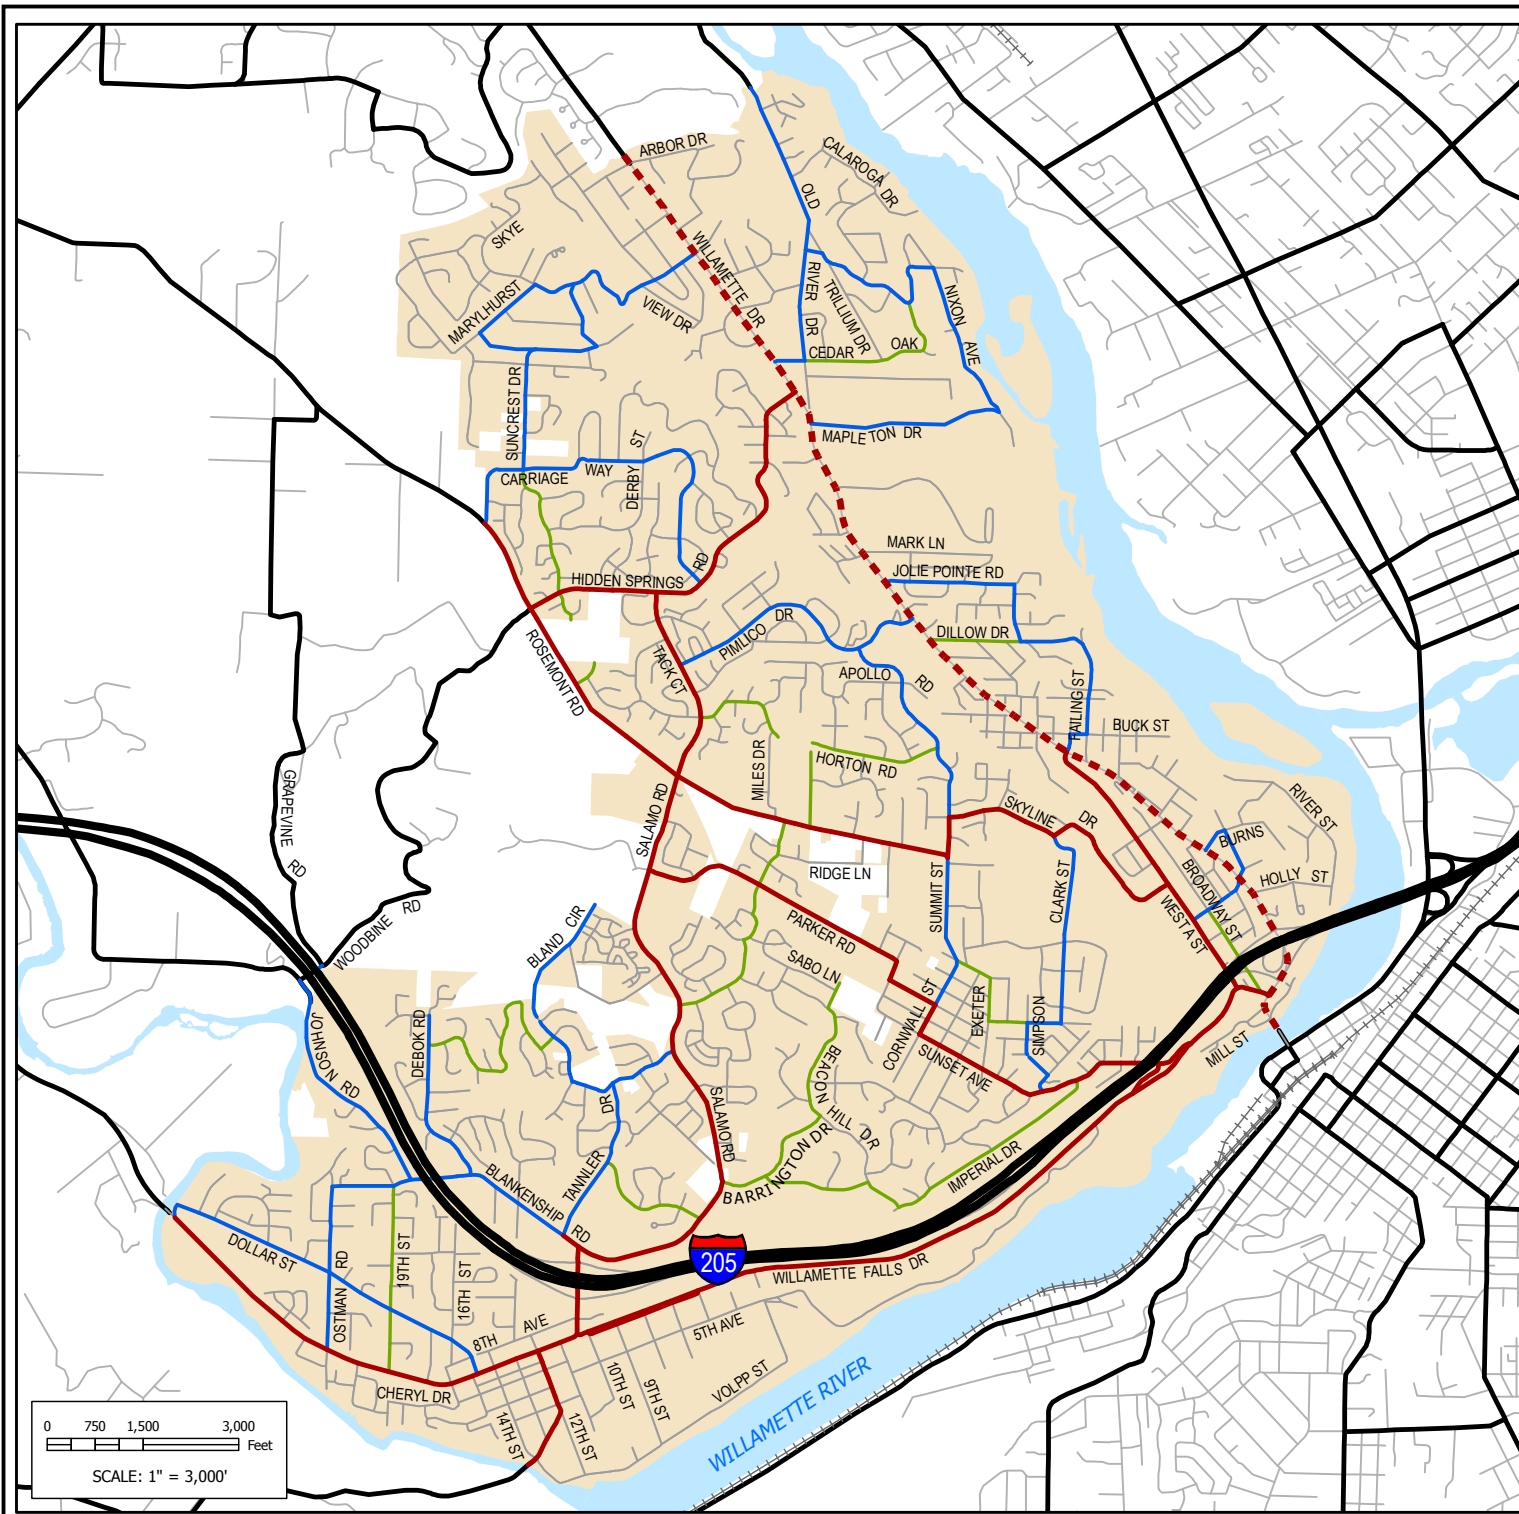 ARBOR DR
CALAROGA DR
OLD
SKYE
WILLAMETTE DR
RIVER DR
TRILLIUM DR
NIXON AVE
MARYLHURST
VIEW DR
CEDAR OAK
SUNCREST DR
MAPLETON DR
CARRIAGE WAY
DERBY ST
MARK LN
JOLIE POINTE RD
HIDDEN SPRINGS RD
PIMLICO DR
DILLOW DR
ROSEMONT RD
TACK CT
APOLLO RD
FAILING ST
BUCK ST
MILES DR
HORTON RD
GRAPEVINE RD
SALAMO RD
SKYLINE DR
RIVER ST
BURNS
RIDGE LN
BROADWAY ST
HOLLY ST
SUMMIT ST
CLARK ST
WEST A ST
WOODBINE RD
BLAND CIR
PARKER RD
SABO LN
CORNWALL ST
EXETER
SIMPSON
JOHNSON RD
DEBOK RD
SUNSET AVE
MILL ST
BEACON HILL DR
TANNLER DR
SALAMO RD
BARRINGTON DR
IMPERIAL DR
BLANKENSHIP RD
DOLLAR ST
OSTMAN RD
19TH ST
16TH ST
205
WILLAMETTE FALLS DR
8TH AVE
5TH AVE
CHERYL DR
10TH ST
9TH ST
VOLPP ST
14TH ST
12TH ST
WILLAMETTE RIVER
0 750 1,500 3,000
Feet
SCALE: 1" = 3,000'